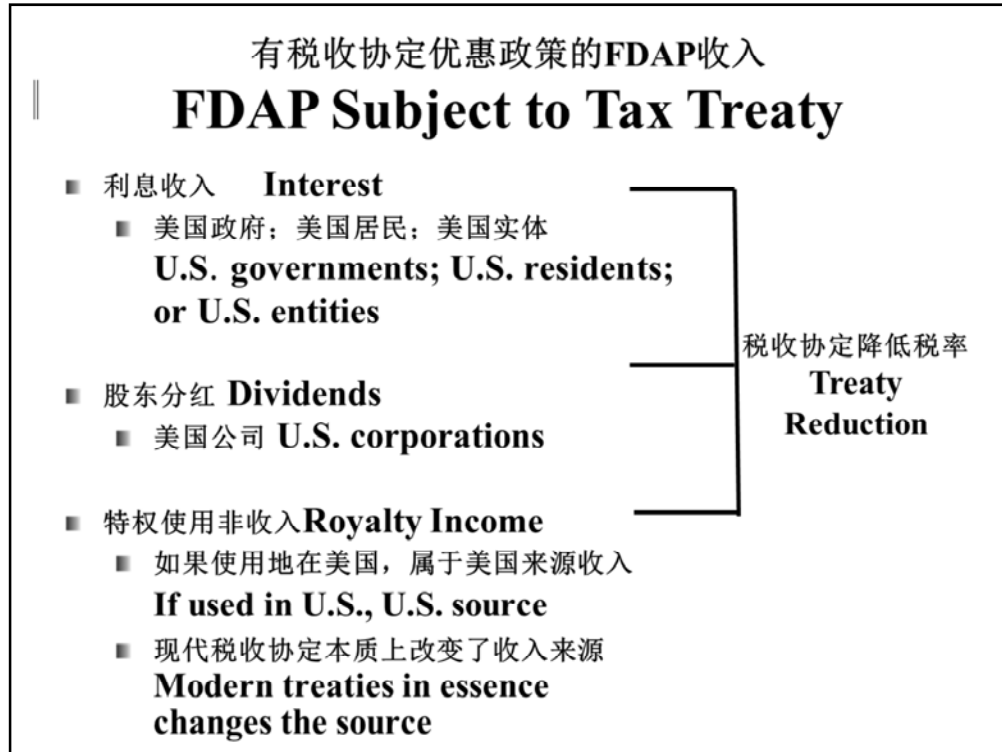 有税收协定优惠政策的FDAP收入
FDAP Subject to Tax Treaty
利息收入 Interest
美国政府；美国居民；美国实体
U.S. governments; U.S. residents;
or U.S. entities
税收协定降低税率
Treaty
Reduction
股东分红 Dividends
美国公司 U.S. corporations
特权使用非收入Royalty Income
如果使用地在美国，属于美国来源收入
If used in U.S., U.S. source
现代税收协定本质上改变了收入来源
Modern treaties in essence
changes the source